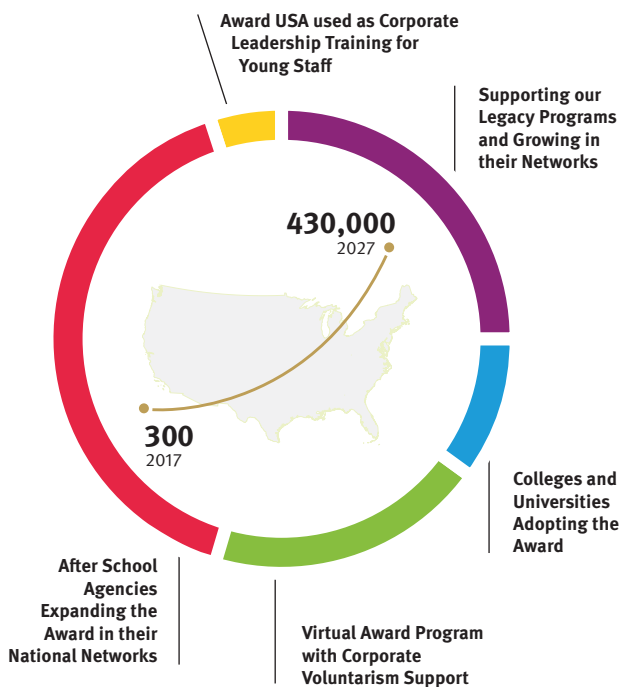 Award USA used as Corporate
Leadership Training for
Young Staff
Supporting our
Legacy Programs
and Growing in
their Networks
430,000
2027
300
2017
Colleges and
Universities
Adopting the
Award
After School
Agencies
Expanding the
Award in their
National Networks
Virtual Award Program
with Corporate
Voluntarism Support